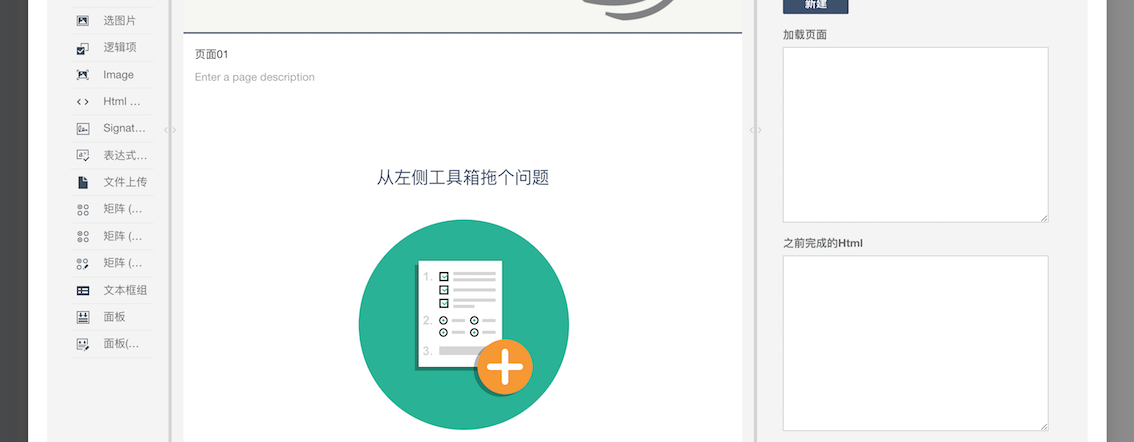 选图片
逻辑项
Image
Html ...
Signat...
表达式...
文件上传
矩阵 (...
矩阵 (...
矩阵 (...
文本框组
面板
面板(...
页面01
Enter a page description
从左侧工具箱拖个问题
1.
2.
3.
新建
加载页面
之前完成的Html